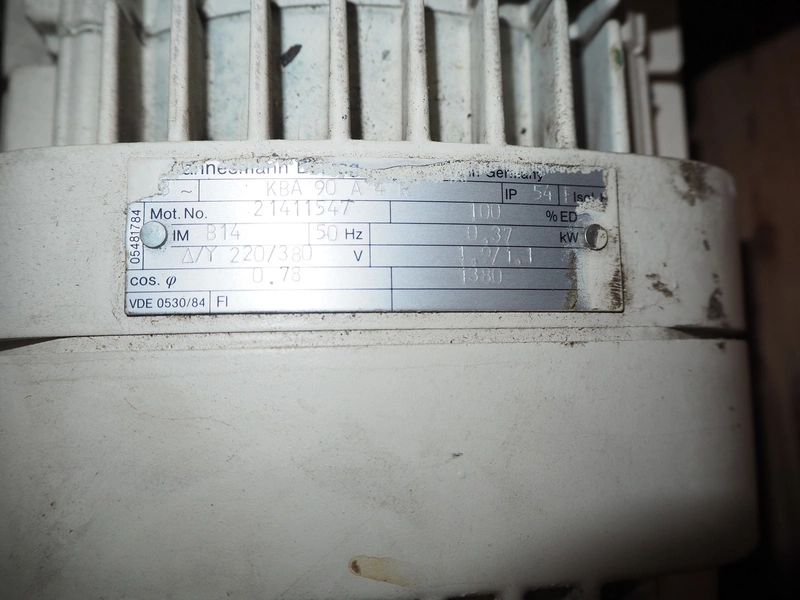 KBA 90 A 4 IP 54
Mot.No. 21411547 100 % ED
IM B14 50 Hz 0.37 kW
Δ/Y 220/380 V
cos. φ 0.78 1380
VDE 0530/84 FI
05481784